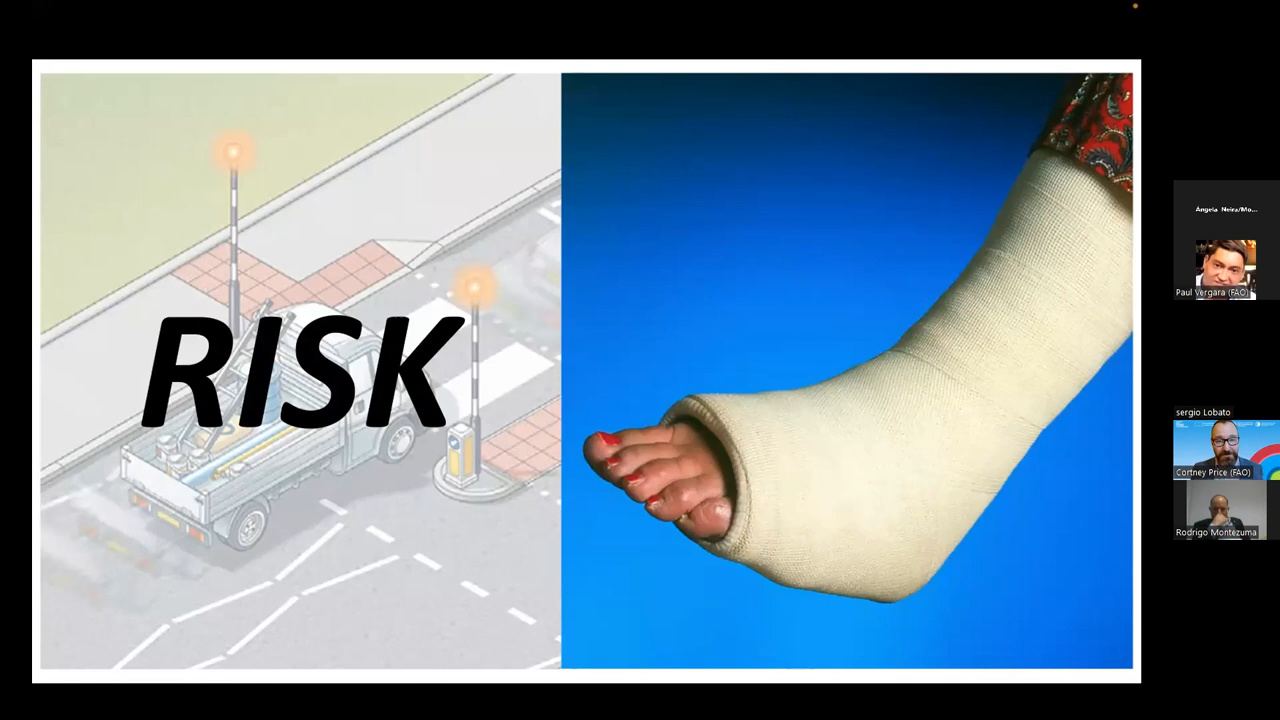 RISK
Ángela Neira/Mo...
Paul Vergara (FAO)
sergio Lobato
Cortney Price (FAO)
Rodrigo Montezuma